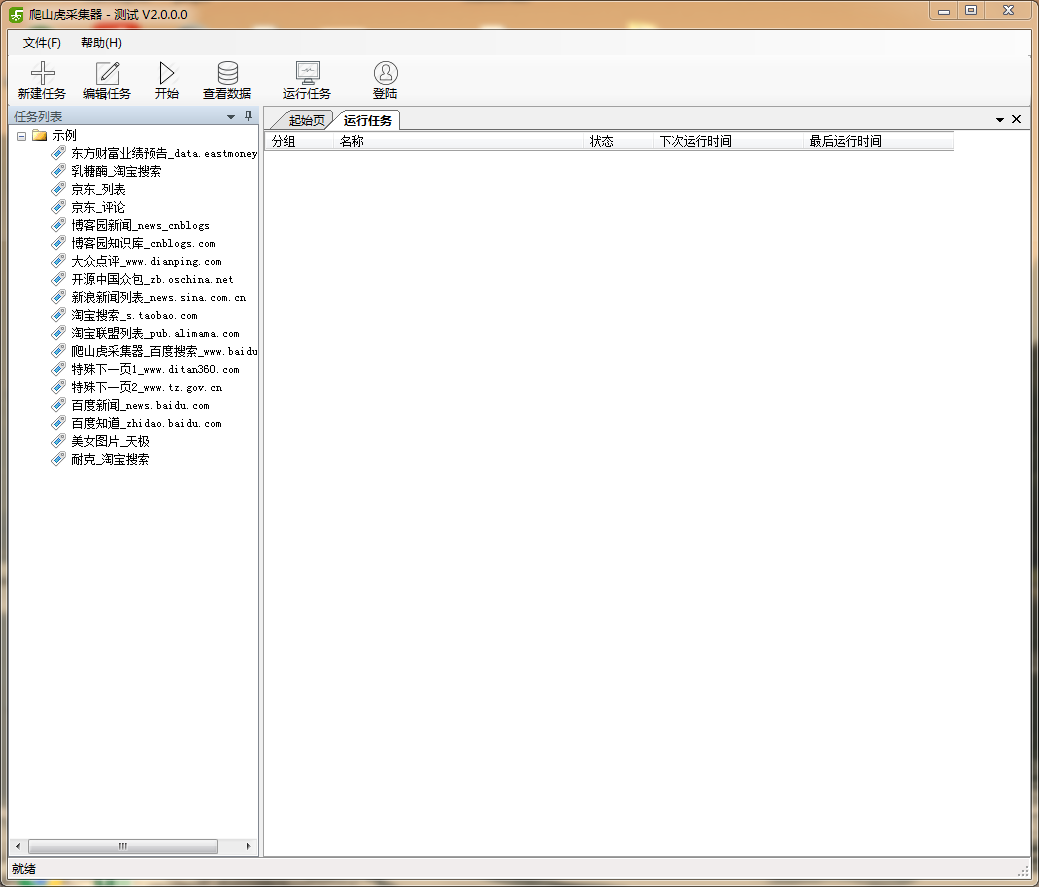 爬山虎采集器 - 测试 V2.0.0.0
文件(F) 帮助(H)
新建任务 编辑任务 开始 查看数据 运行任务 登陆
任务列表
起始页 运行任务
分组 名称 状态 下次运行时间 最后运行时间
示例
东方财富业绩预告_data.eastmoney
乳糖酶_淘宝搜索
京东_列表
京东_评论
博客园新闻_news_cnblogs
博客园知识库_cnblogs.com
大众点评_www.dianping.com
开源中国众包_zb.oschina.net
新浪新闻列表_news.sina.com.cn
淘宝搜索_s.taobao.com
淘宝联盟列表_pub.alimama.com
爬山虎采集器_百度搜索_www.baidu
特殊下一页1_www.ditan360.com
特殊下一页2_www.tz.gov.cn
百度新闻_news.baidu.com
百度知道_zhidao.baidu.com
美女图片_天极
耐克_淘宝搜索
就绪